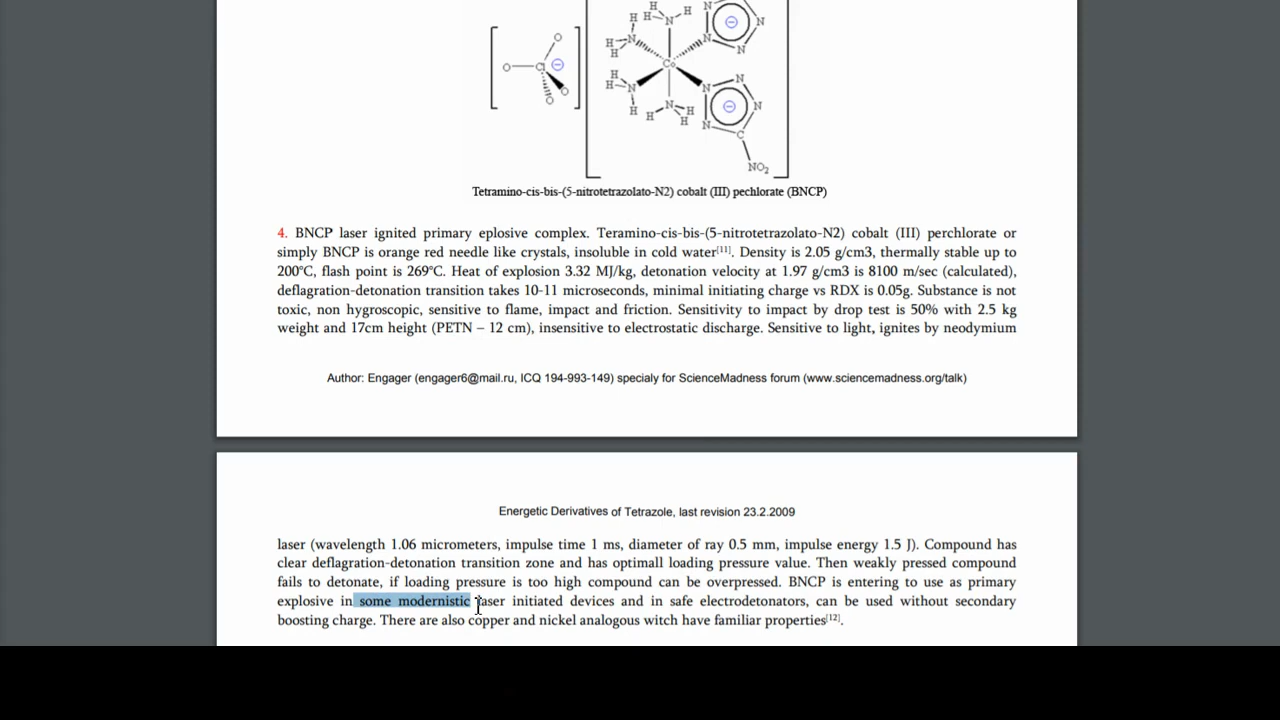 Tetramino-cis-bis-(5-nitrotetrazolato-N2) cobalt (III) pechlorate (BNCP)
4. BNCP laser ignited primary eplosive complex. Teramino-cis-bis-(5-nitrotetrazolato-N2) cobalt (III) perchlorate or
simply BNCP is orange red needle like crystals, insoluble in cold water[11]. Density is 2.05 g/cm3, thermally stable up to
200°C, flash point is 269°C. Heat of explosion 3.32 MJ/kg, detonation velocity at 1.97 g/cm3 is 8100 m/sec (calculated),
deflagration-detonation transition takes 10-11 microseconds, minimal initiating charge vs RDX is 0.05g. Substance is not
toxic, non hygroscopic, sensitive to flame, impact and friction. Sensitivity to impact by drop test is 50% with 2.5 kg
weight and 17cm height (PETN – 12 cm), insensitive to electrostatic discharge. Sensitive to light, ignites by neodymium
Author: Engager (engager6@mail.ru, ICQ 194-993-149) specialy for ScienceMadness forum (www.sciencemadness.org/talk)
Energetic Derivatives of Tetrazole, last revision 23.2.2009
laser (wavelength 1.06 micrometers, impulse time 1 ms, diameter of ray 0.5 mm, impulse energy 1.5 J). Compound has
clear deflagration-detonation transition zone and has optimall loading pressure value. Then weakly pressed compound
fails to detonate, if loading pressure is too high compound can be overpressed. BNCP is entering to use as primary
explosive in some modernistic laser initiated devices and in safe electrodetonators, can be used without secondary
boosting charge. There are also copper and nickel analogous witch have familiar properties[12].